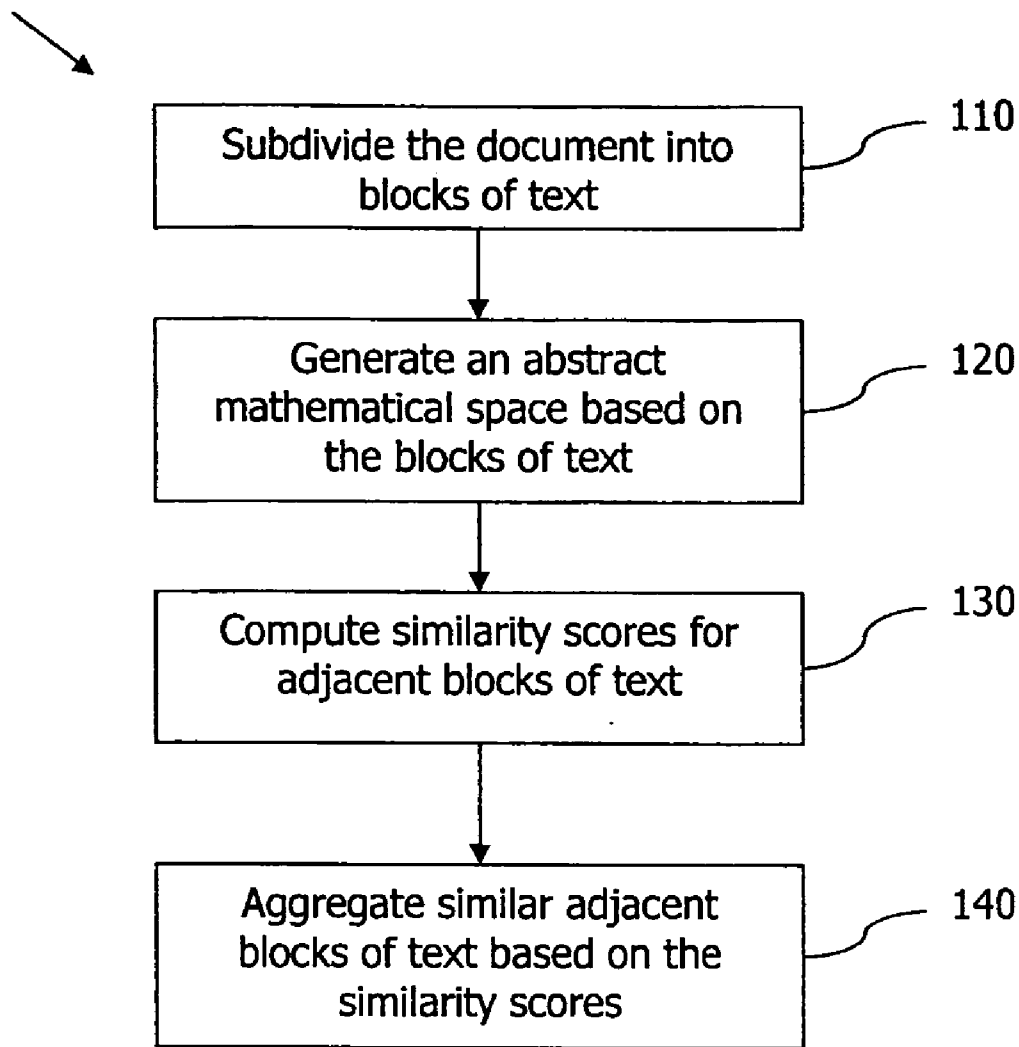 Subdivide the document into
blocks of text
110
Generate an abstract
mathematical space based on
the blocks of text
120
Compute similarity scores for
adjacent blocks of text
130
Aggregate similar adjacent
blocks of text based on the
similarity scores
140